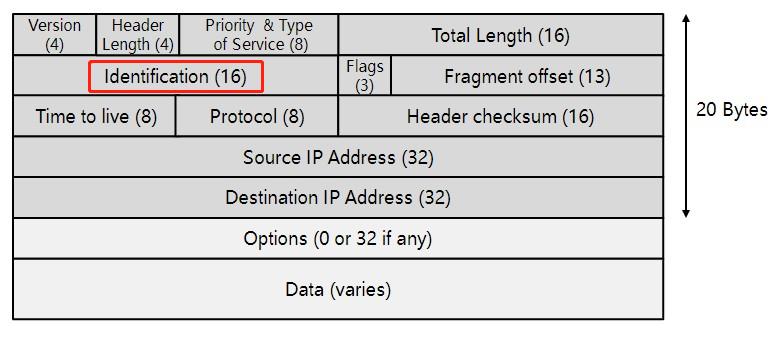 Version
(4)
Header
Length (4)
Priority & Type
of Service (8)
Total Length (16)
Identification (16)
Flags
(3)
Fragment offset (13)
Time to live (8)
Protocol (8)
Header checksum (16)
20 Bytes
Source IP Address (32)
Destination IP Address (32)
Options (0 or 32 if any)
Data (varies)